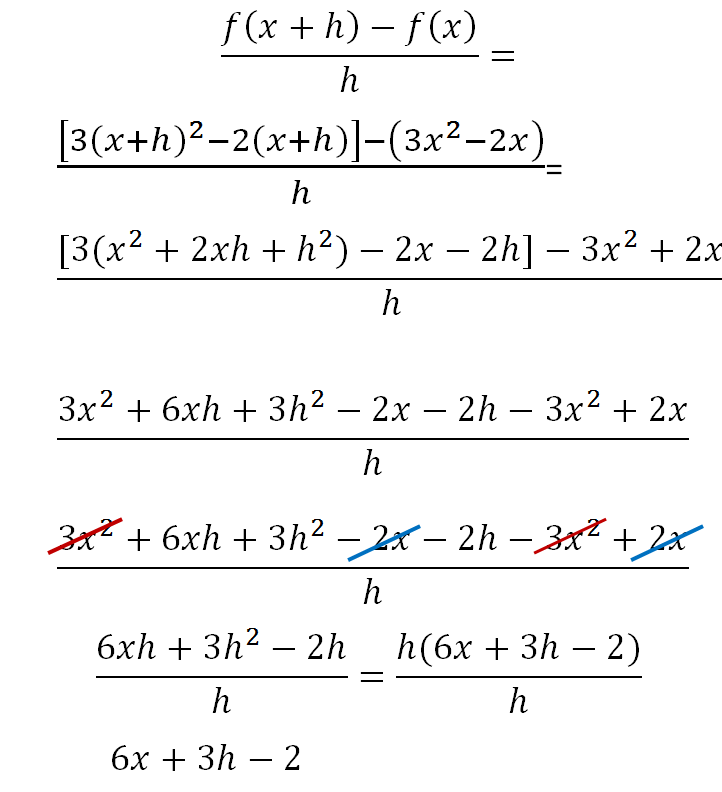 f(x + h) − f(x) / h =
[3(x+h)²−2(x+h)]−(3x²−2x) / h =
[3(x² + 2xh + h²) − 2x − 2h] − 3x² + 2x / h
3x² + 6xh + 3h² − 2x − 2h − 3x² + 2x / h
3x² + 6xh + 3h² − 2x − 2h − 3x² + 2x / h
6xh + 3h² − 2h / h = h(6x + 3h − 2) / h
6x + 3h − 2